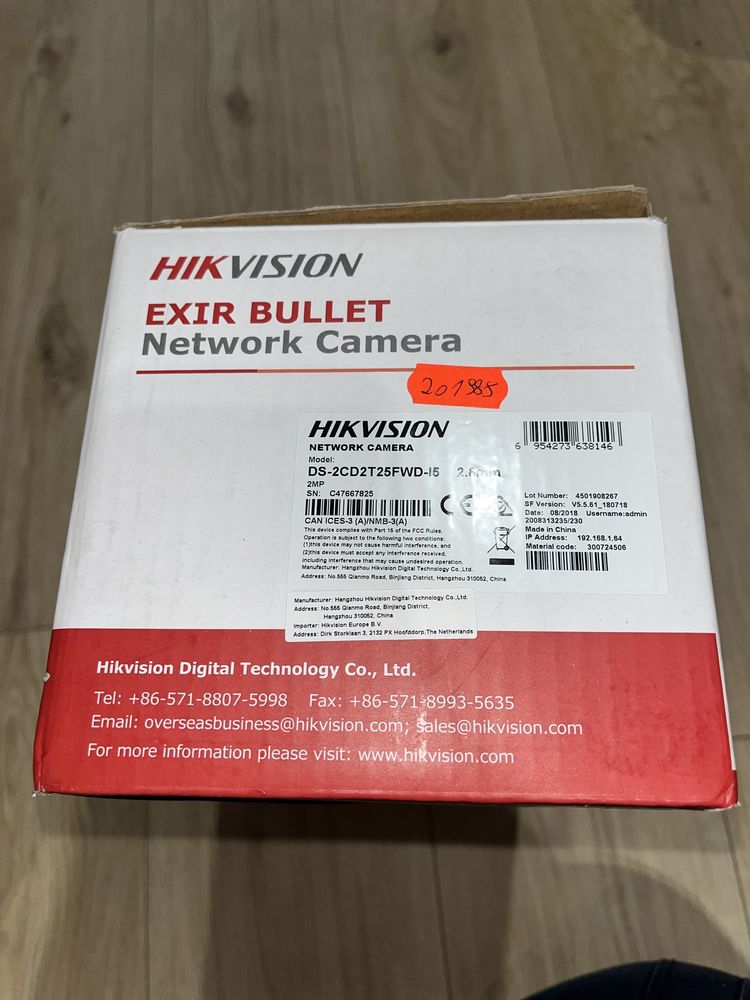 HIKVISION
EXIR BULLET
Network Camera
201985
HIKVISION
NETWORK CAMERA
Model:
DS-2CD2T25FWD-I5 2.8mm
2MP
SN: C47667825
CAN ICES-3 (A)/NMB-3(A)
This device complies with Part 15 of the FCC Rules.
Operation is subject to the following two conditions:
(1)this device may not cause harmful interference, and
(2)this device must accept any interference received,
including interference that may cause undesired operation.
Manufacturer: Hangzhou Hikvision Digital Technology Co.,Ltd.
Address: No.555 Qianmo Road, Binjiang District, Hangzhou 310052, China
6 954273 638146
CE
Lot Number: 4501908267
SF Version: V5.5.61_180718
Date: 08/2018 Username:admin
2008313235/230
Made in China
IP Address: 192.168.1.64
Material code: 300724506
Manufacturer: Hangzhou Hikvision Digital Technology Co.,Ltd.
Address: No.555 Qianmo Road, Binjiang District,
Hangzhou 310052, China
Importer: Hikvision Europe B.V.
Address: Dirk Storklaan 3, 2132 PX Hoofddorp,The Netherlands
Hikvision Digital Technology Co., Ltd.
Tel: +86-571-8807-5998 Fax: +86-571-8993-5635
Email: overseasbusiness@hikvision.com; sales@hikvision.com
For more information please visit: www.hikvision.com